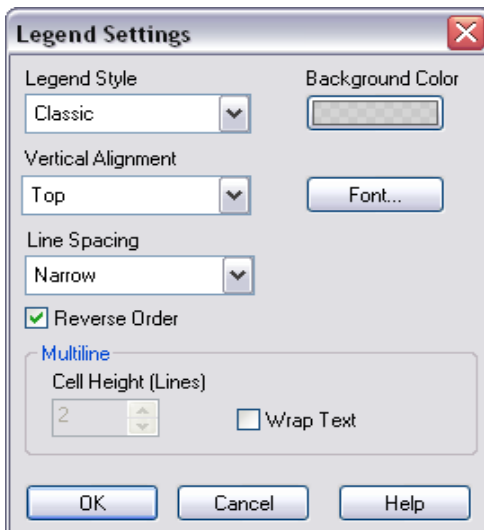 Legend Settings
Legend Style
Background Color
Classic
Vertical Alignment
Top
Font...
Line Spacing
Narrow
Reverse Order
Multiline
Cell Height (Lines)
2
Wrap Text
OK
Cancel
Help